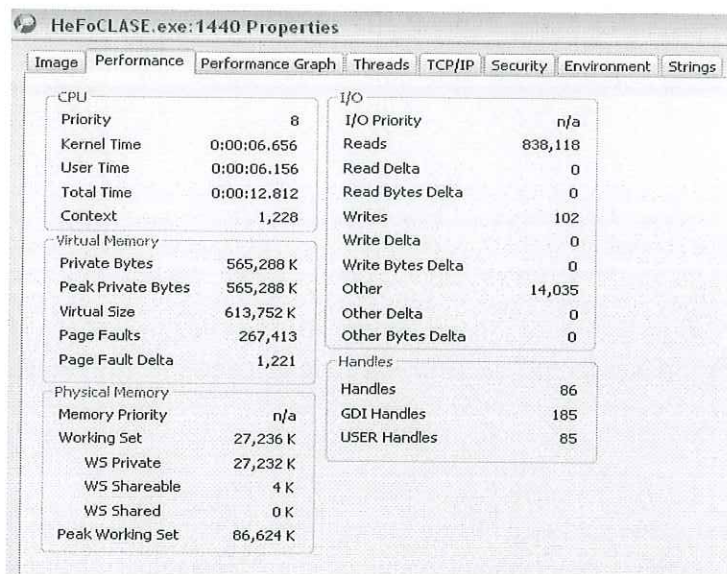 HeFoCLASE.exe:1440 Properties
Image Performance Performance Graph Threads TCP/IP Security Environment Strings
CPU
Priority 8
Kernel Time 0:00:06.656
User Time 0:00:06.156
Total Time 0:00:12.812
Context 1,228
Virtual Memory
Private Bytes 565,288 K
Peak Private Bytes 565,288 K
Virtual Size 613,752 K
Page Faults 267,413
Page Fault Delta 1,221
Physical Memory
Memory Priority n/a
Working Set 27,236 K
WS Private 27,232 K
WS Shareable 4 K
WS Shared 0 K
Peak Working Set 86,624 K
I/O
I/O Priority n/a
Reads 838,118
Read Delta 0
Read Bytes Delta 0
Writes 102
Write Delta 0
Write Bytes Delta 0
Other 14,035
Other Delta 0
Other Bytes Delta 0
Handles
Handles 86
GDI Handles 185
USER Handles 85